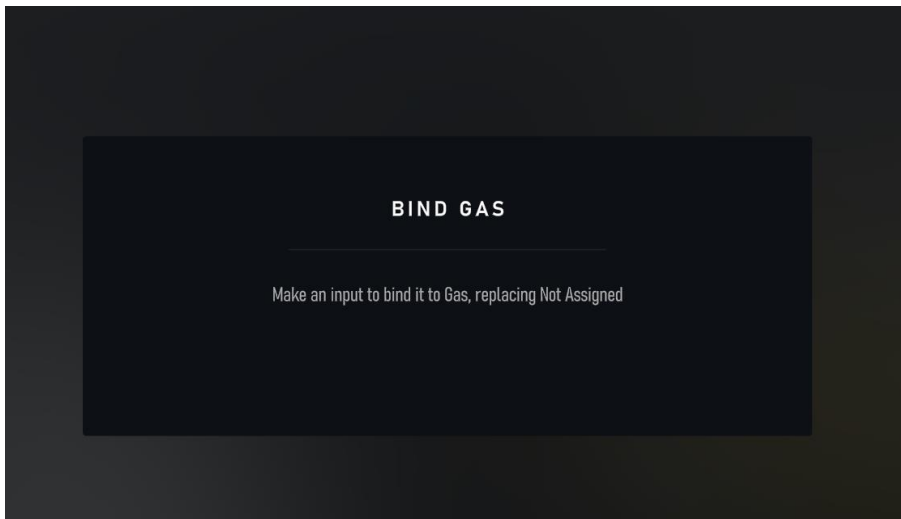 BIND GAS
Make an input to bind it to Gas, replacing Not Assigned